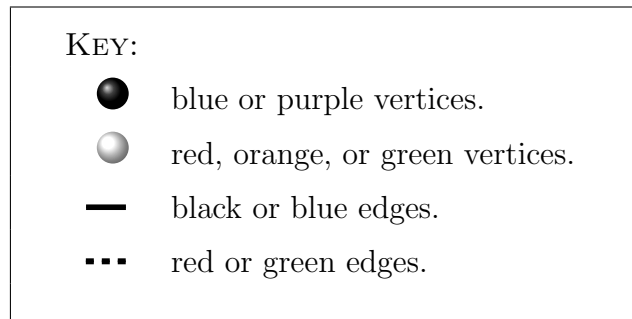 KEY:
blue or purple vertices.
red, orange, or green vertices.
black or blue edges.
red or green edges.